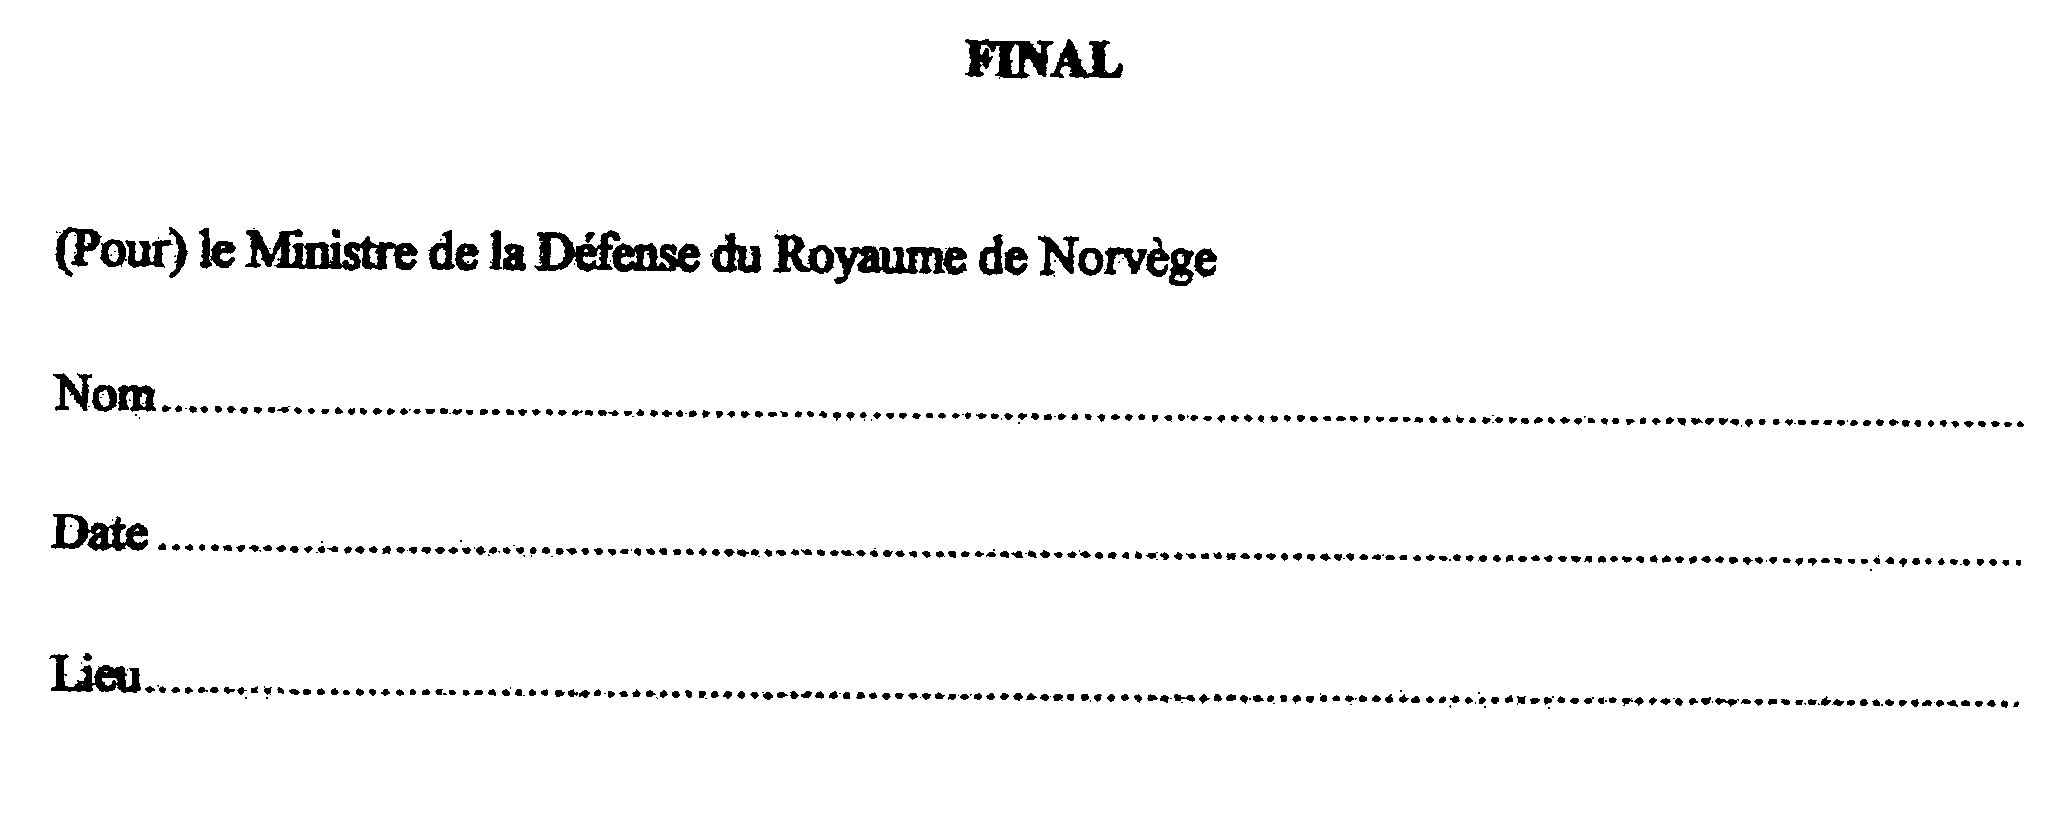 FINAL
(Pour) le Ministre de la Défense du Royaume de Norvège
Nom................................................................................
Date................................................................................
Lieu................................................................................